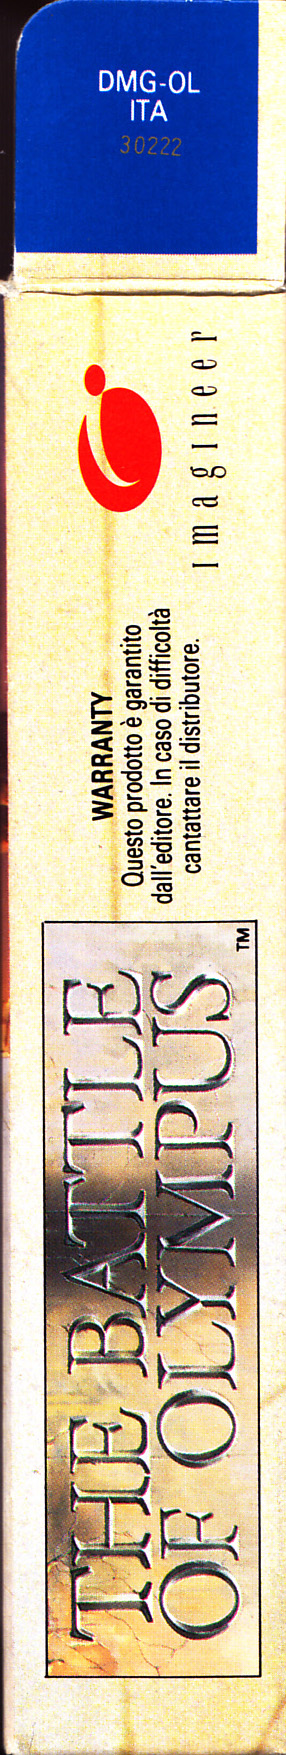 DMG-OL
ITA
30222
Imagineer
WARRANTY
Questo prodotto è garantito
dall'editore. In caso di difficoltà
cantattare il distributore.
THE BATTLE
OF OLYMPUS
TM